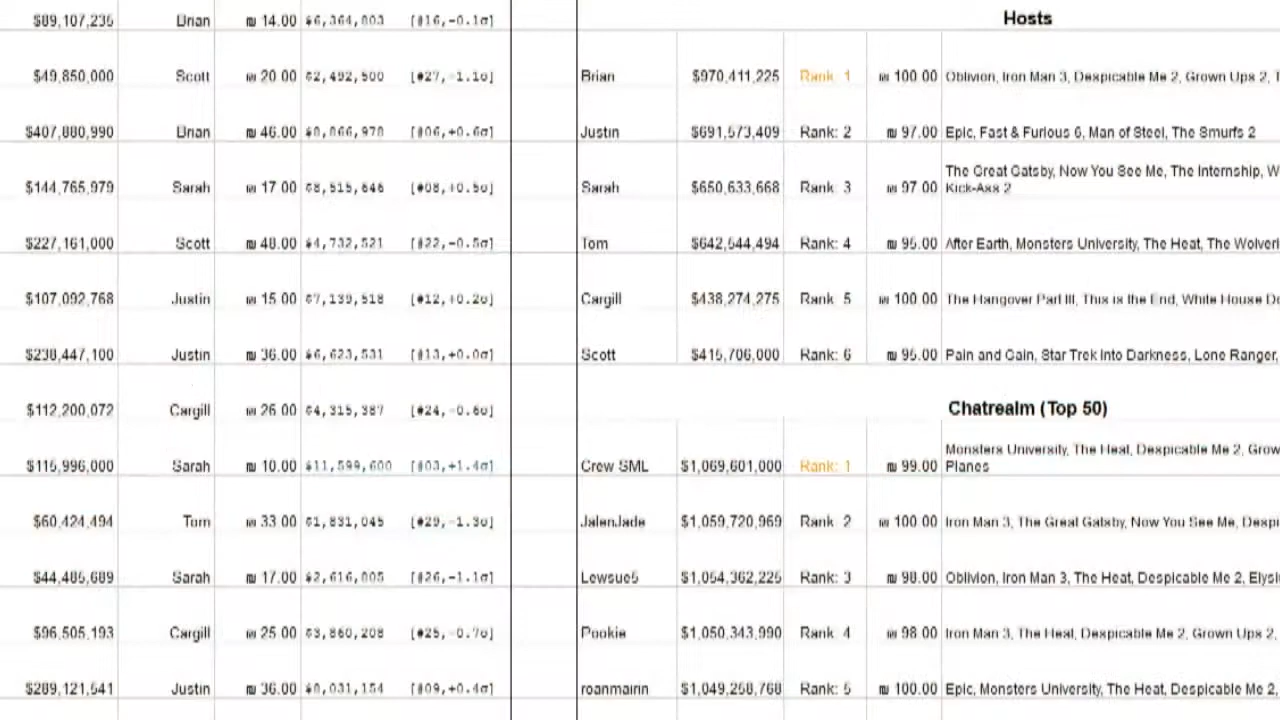 $89,107,235 Brian ₪ 14.00 $6,364,803 [#16,-0.1σ]
$49,850,000 Scott ₪ 20.00 $2,492,500 [#27,-1.1σ]
$407,880,990 Brian ₪ 46.00 $8,866,978 [#06,+0.6σ]
$144,765,979 Sarah ₪ 17.00 $8,515,646 [#08,+0.5σ]
$227,161,000 Scott ₪ 48.00 $4,732,521 [#22,-0.5σ]
$107,092,768 Justin ₪ 15.00 $7,139,518 [#12,+0.2σ]
$238,447,100 Justin ₪ 36.00 $6,623,531 [#13,+0.0σ]
$112,200,072 Cargill ₪ 26.00 $4,315,387 [#24,-0.6σ]
$115,996,000 Sarah ₪ 10.00 $11,599,600 [#03,+1.4σ]
$60,424,494 Tom ₪ 33.00 $1,831,045 [#29,-1.3σ]
$44,485,689 Sarah ₪ 17.00 $2,616,805 [#26,-1.1σ]
$96,505,193 Cargill ₪ 25.00 $3,860,208 [#25,-0.7σ]
$289,121,541 Justin ₪ 36.00 $8,031,154 [#09,+0.4σ]
Hosts
Brian $970,411,225 Rank: 1 ₪ 100.00 Oblivion, Iron Man 3, Despicable Me 2, Grown Ups 2, T
Justin $691,573,409 Rank: 2 ₪ 97.00 Epic, Fast & Furious 6, Man of Steel, The Smurfs 2
Sarah $650,633,668 Rank: 3 ₪ 97.00 The Great Gatsby, Now You See Me, The Internship, W
Kick-Ass 2
Tom $642,544,494 Rank: 4 ₪ 95.00 After Earth, Monsters University, The Heat, The Wolveri
Cargill $438,274,275 Rank: 5 ₪ 100.00 The Hangover Part III, This is the End, White House Do
Scott $415,706,000 Rank: 6 ₪ 95.00 Pain and Gain, Star Trek Into Darkness, Lone Ranger,
Chatrealm (Top 50)
Crew SML $1,069,601,000 Rank: 1 ₪ 99.00 Monsters University, The Heat, Despicable Me 2, Grow
Planes
JalenJade $1,059,720,969 Rank: 2 ₪ 100.00 Iron Man 3, The Great Gatsby, Now You See Me, Despi
Lewsue5 $1,054,362,225 Rank: 3 ₪ 98.00 Oblivion, Iron Man 3, The Heat, Despicable Me 2, Elysi
Pookie $1,050,343,990 Rank: 4 ₪ 98.00 Iron Man 3, The Heat, Despicable Me 2, Grown Ups 2,
roanmairin $1,049,258,768 Rank: 5 ₪ 100.00 Epic, Monsters University, The Heat, Despicable Me 2,